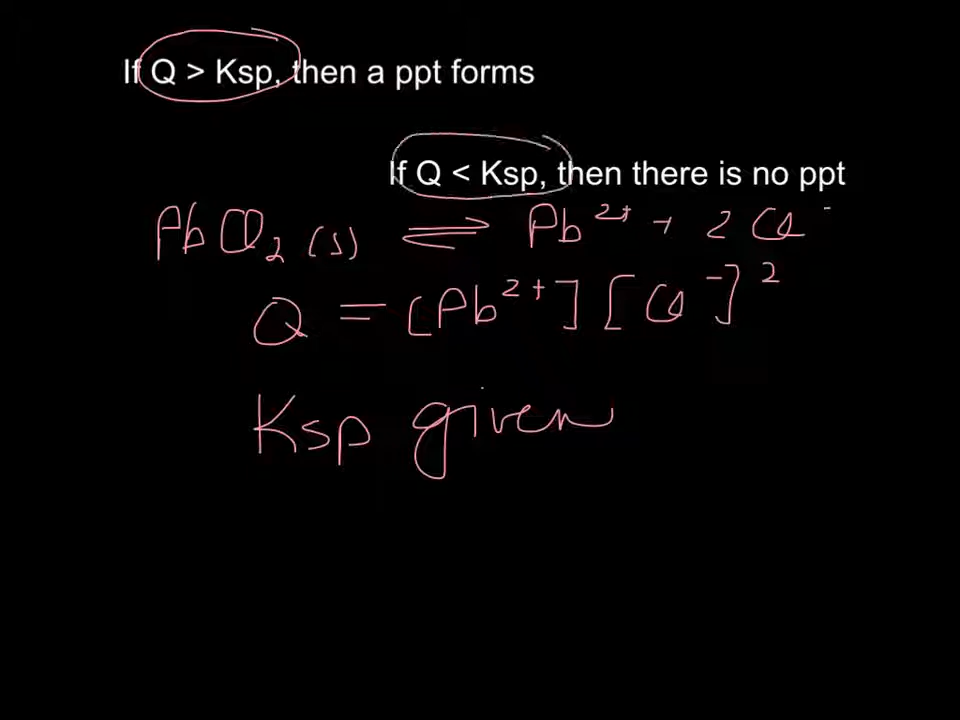 If Q > Ksp, then a ppt forms
If Q < Ksp, then there is no ppt
PbCl₂ (s) ⇌ Pb²⁺ + 2 Cl⁻
Q = [Pb²⁺] [Cl⁻]²
Ksp given